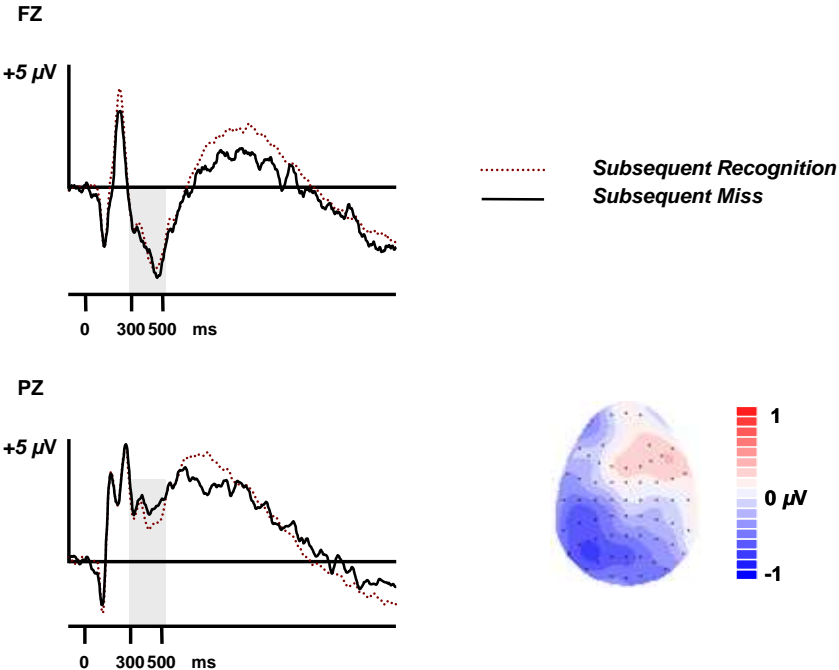 FZ
+5 µV
Subsequent Recognition
Subsequent Miss
0 300 500 ms
PZ
+5 µV
1
0 µV
-1
0 300 500 ms